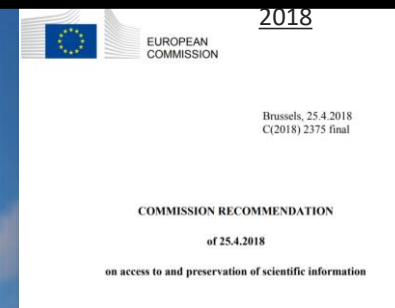 2018
EUROPEAN
COMMISSION
Brussels, 25.4.2018
C(2018) 2375 final
COMMISSION RECOMMENDATION
of 25.4.2018
on access to and preservation of scientific information